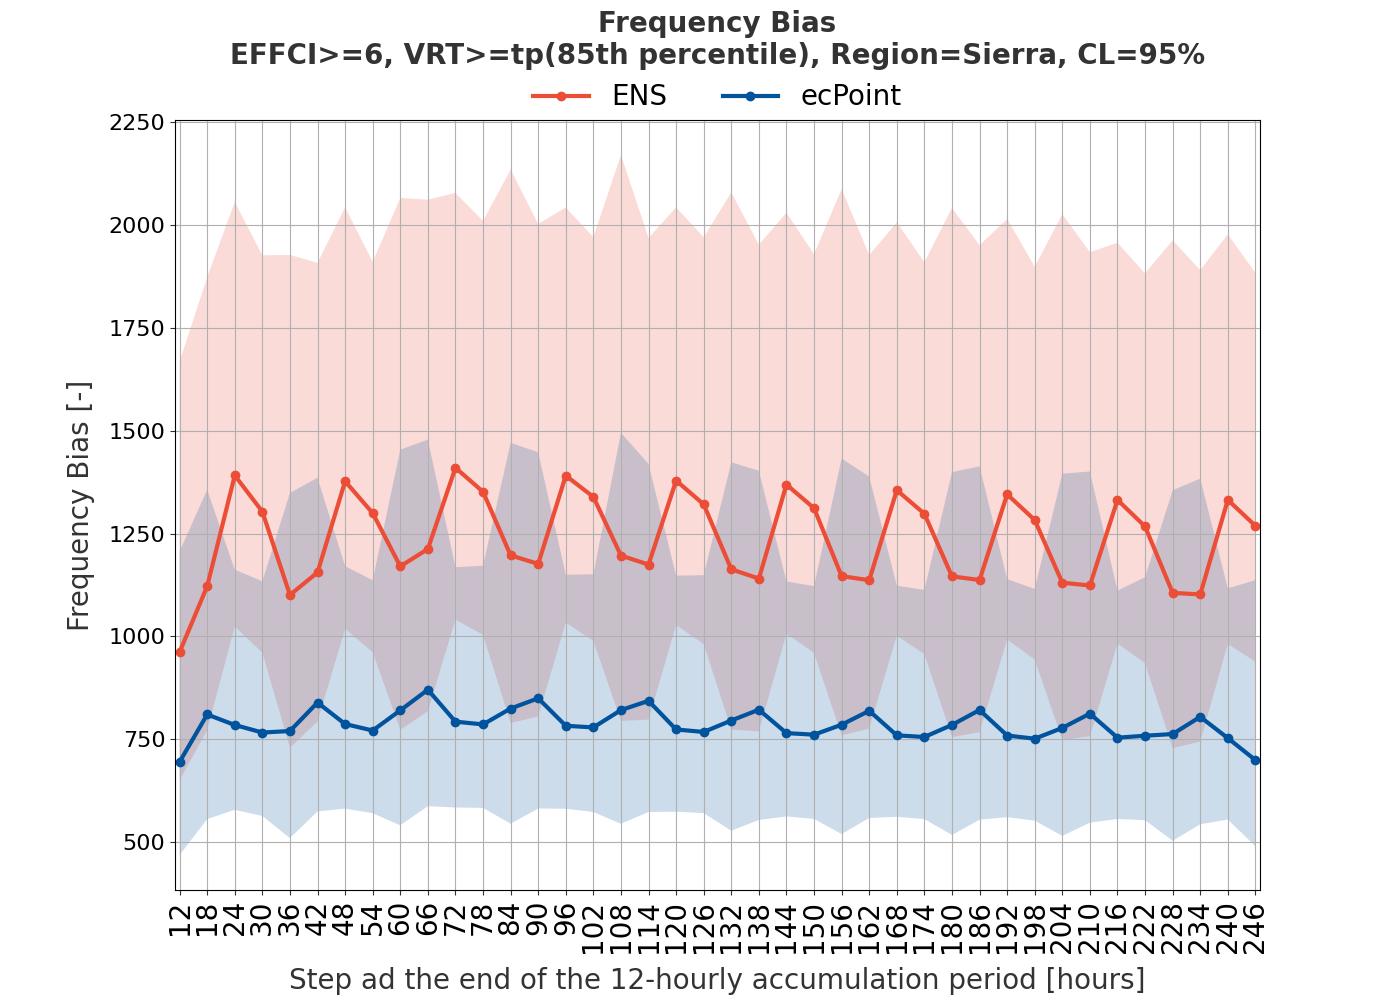 Frequency Bias
EFFCI>=6, VRT>=tp(85th percentile), Region=Sierra, CL=95%
ENS ecPoint
Frequency Bias [-]
2250
2000
1750
1500
1250
1000
750
500
12 18 24 30 36 42 48 54 60 66 72 78 84 90 96 102 108 114 120 126 132 138 144 150 156 162 168 174 180 186 192 198 204 210 216 222 228 234 240 246
Step ad the end of the 12-hourly accumulation period [hours]